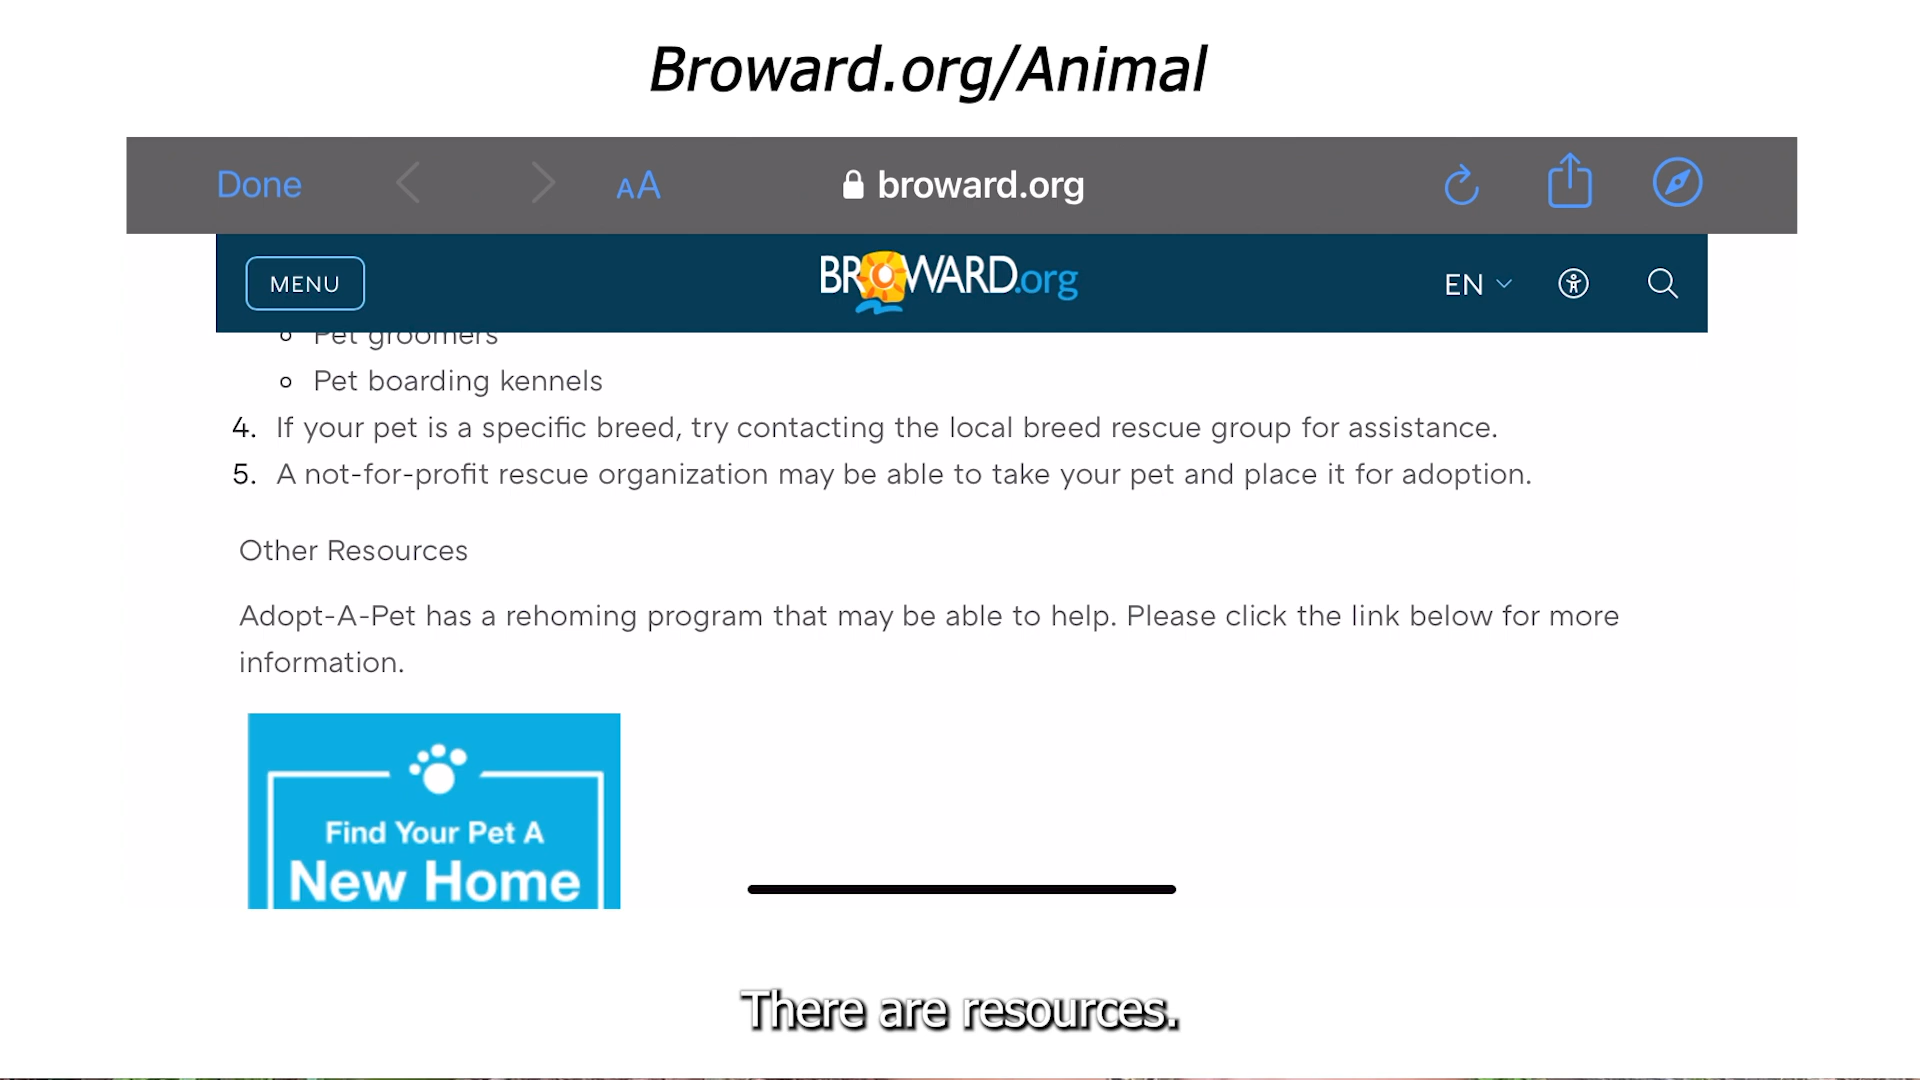 Broward.org/Animal
Done
AA
broward.org
MENU
BROWARD.org
EN
Pet groomers
Pet boarding kennels
4. If your pet is a specific breed, try contacting the local breed rescue group for assistance.
5. A not-for-profit rescue organization may be able to take your pet and place it for adoption.
Other Resources
Adopt-A-Pet has a rehoming program that may be able to help. Please click the link below for more
information.
Find Your Pet A
New Home
There are resources.